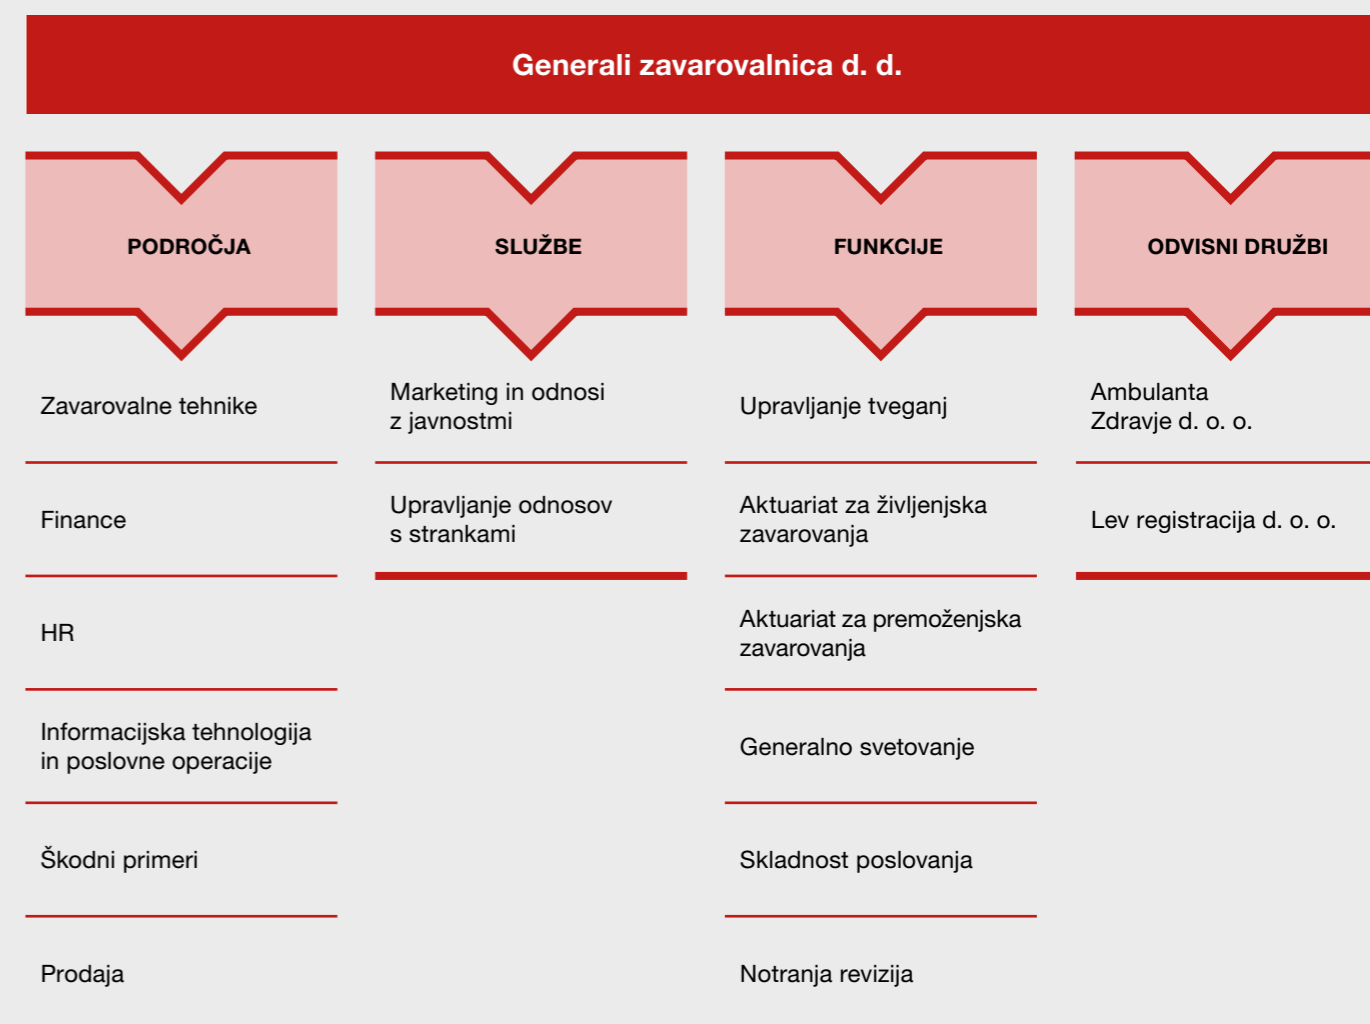 Generali zavarovalnica d. d.
PODROČJA
Zavarovalne tehnike
Finance
HR
Informacijska tehnologija
in poslovne operacije
Škodni primeri
Prodaja
SLUŽBE
Marketing in odnosi
z javnostmi
Upravljanje odnosov
s strankami
FUNKCIJE
Upravljanje tveganj
Aktuariat za življenjska
zavarovanja
Aktuariat za premoženjska
zavarovanja
Generalno svetovanje
Skladnost poslovanja
Notranja revizija
ODVISNI DRUŽBI
Ambulanta
Zdravje d. o. o.
Lev registracija d. o. o.